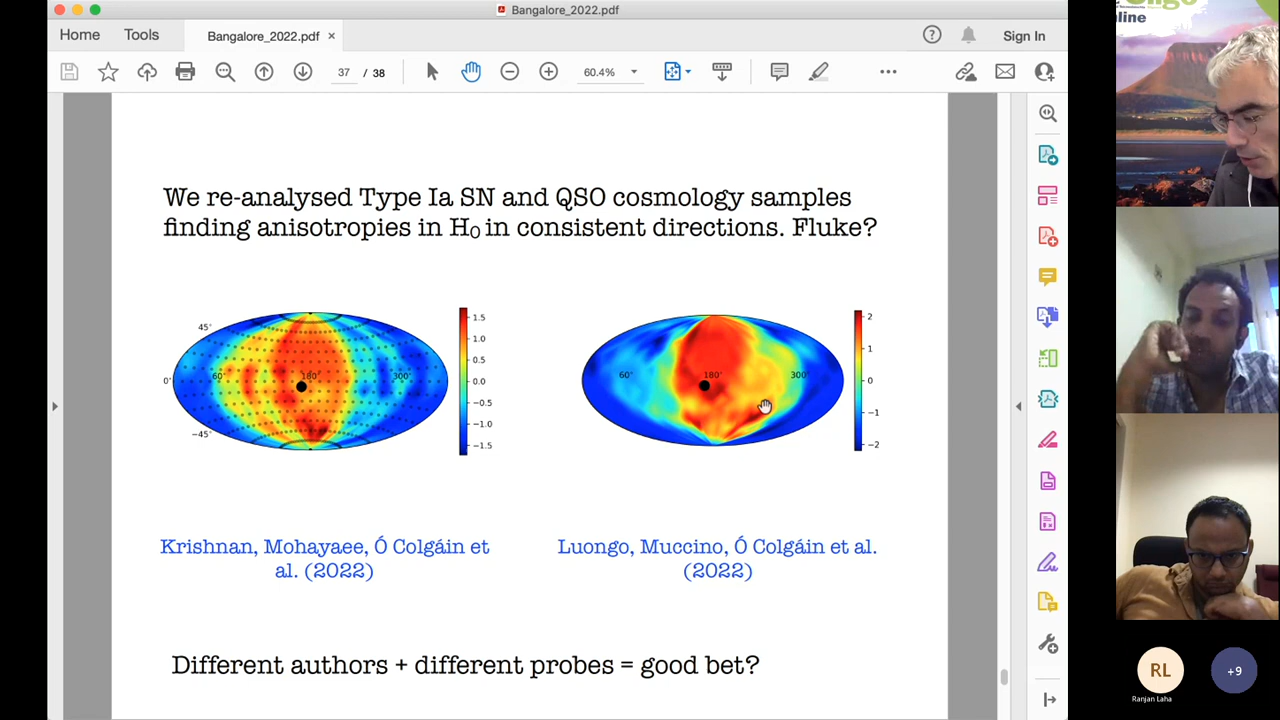 Bangalore_2022.pdf
Home
Tools
Bangalore_2022.pdf ×
Sign In
37 / 38
60.4%
We re-analysed Type Ia SN and QSO cosmology samples
finding anisotropies in H₀ in consistent directions. Fluke?
45°
0°
−45°
60°
180°
300°
1.5
1.0
0.5
0.0
−0.5
−1.0
−1.5
60°
180°
300°
2
1
0
−1
−2
Krishnan, Mohayaee, Ó Colgáin et
al. (2022)
Luongo, Muccino, Ó Colgáin et al.
(2022)
Different authors + different probes = good bet?
nline
RL
Ranjan Laha
+9